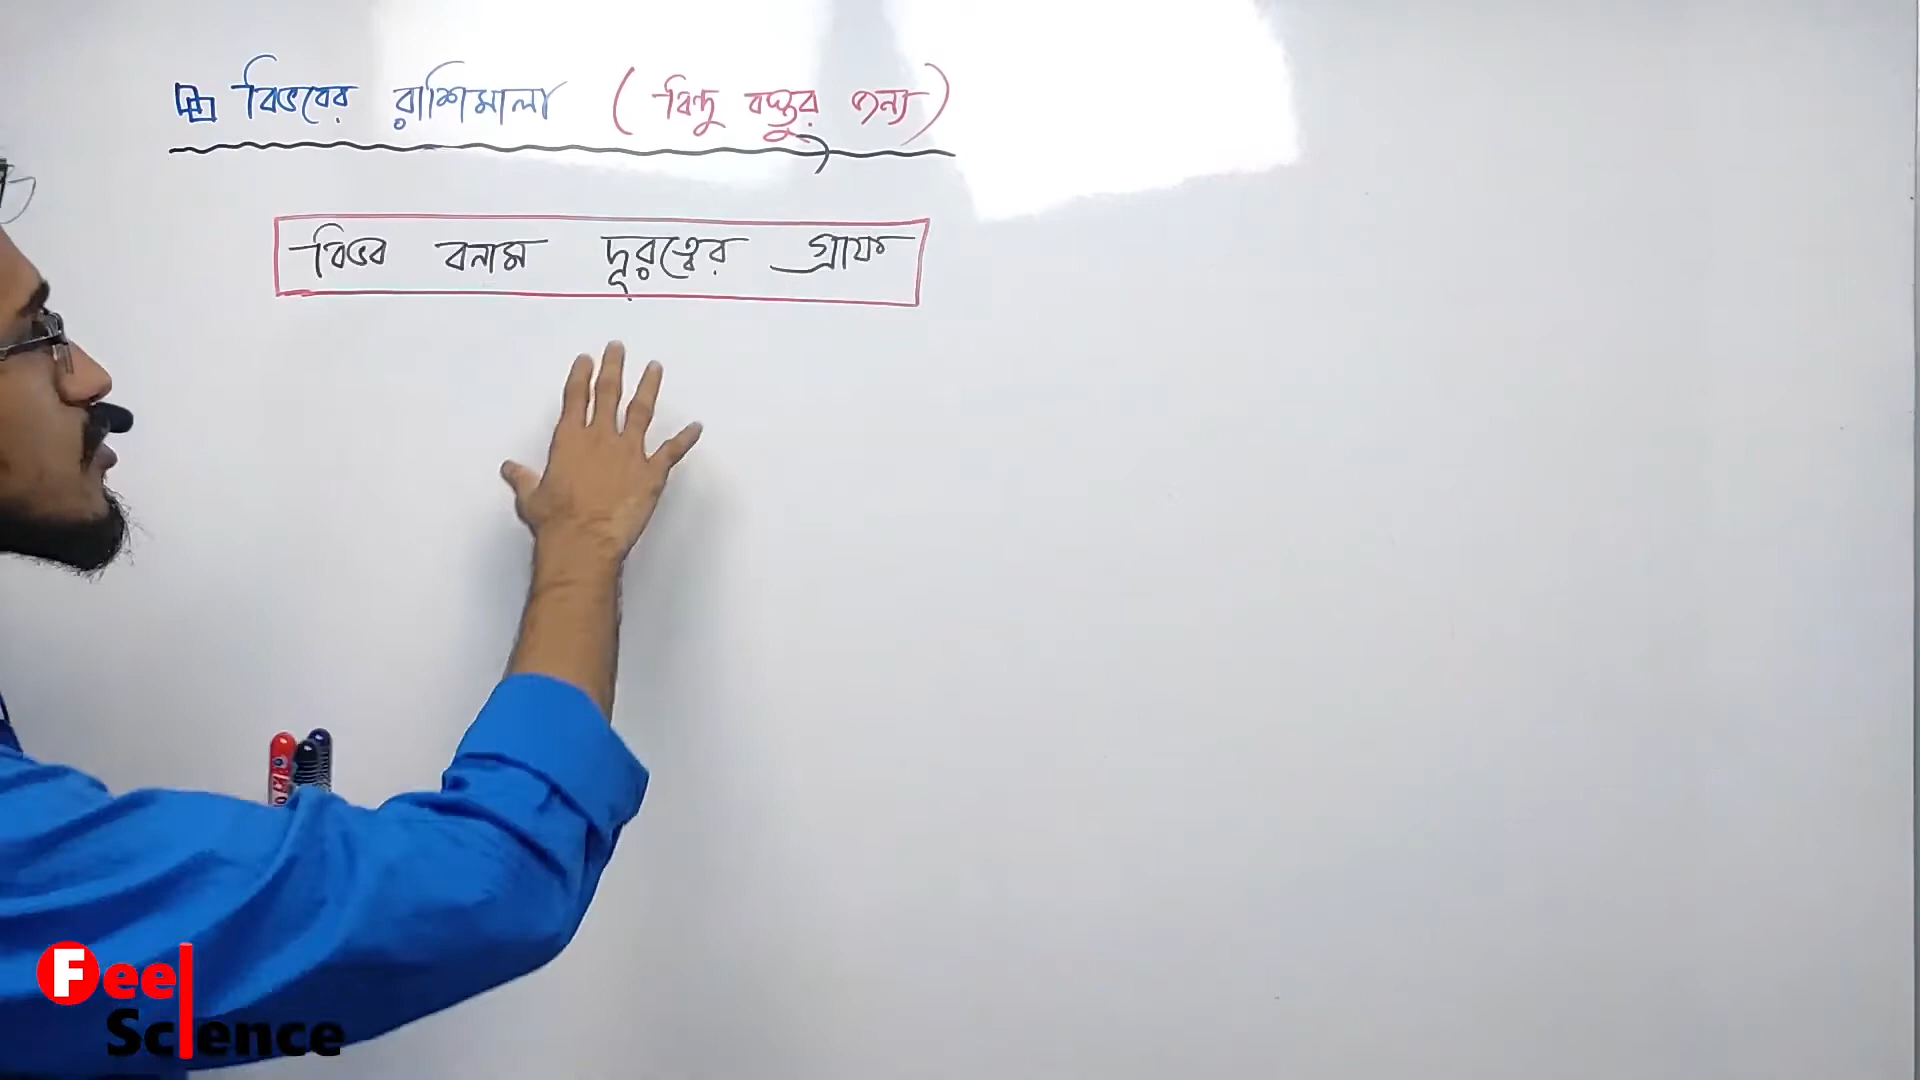 বিভবের রাশিমালা (বিন্দু বস্তুর জন্য)
বিভব বনাম দূরত্বের গ্রাফ
Feel
Science